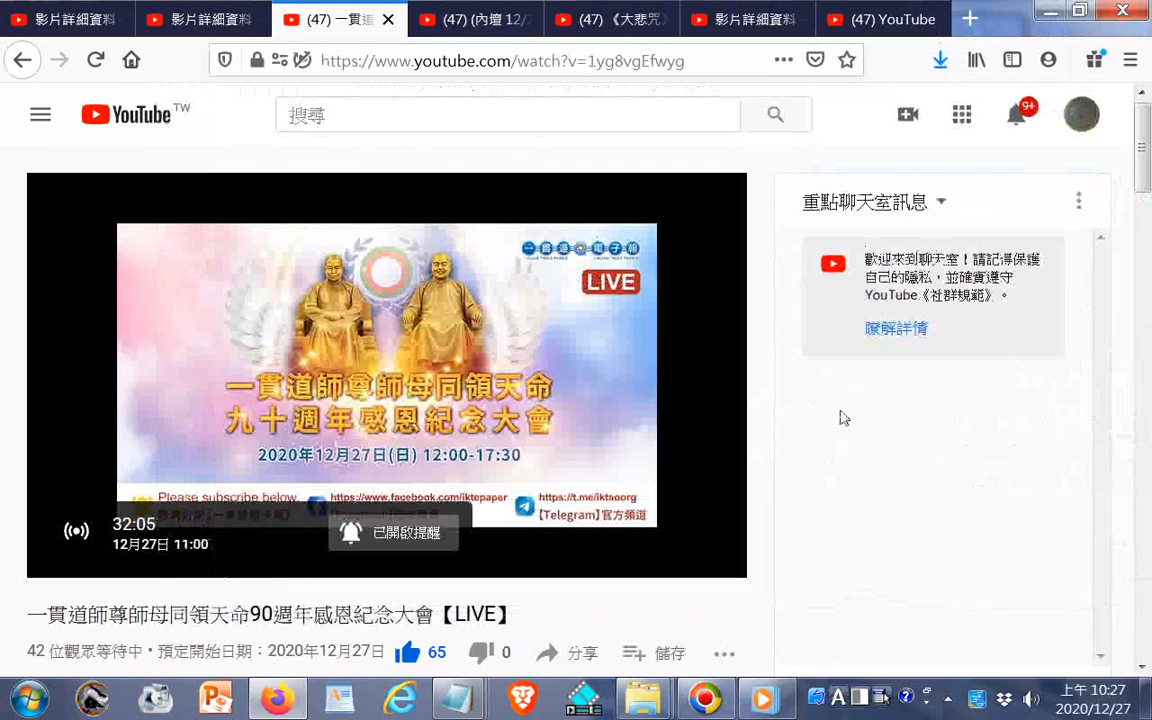 影片詳細資料
影片詳細資料
(47) 一貫道
(47) (內壇 12/2
(47) 《大悲咒》
影片詳細資料
(47) YouTube
https://www.youtube.com/watch?v=1yg8vgEfwyg
YouTube TW
搜尋
9+
LIVE
一貫道師尊師母同領天命
九十週年感恩紀念大會
2020年12月27日(日) 12:00-17:30
Please subscribe below.
https://www.facebook.com/iktepaper
https://t.me/iktnoorg
【Telegram】官方頻道
32:05
12月27日 11:00
已開啟提醒
重點聊天室訊息
歡迎來到聊天室！請記得保護
自己的隱私，並確實遵守
YouTube《社群規範》。
瞭解詳情
一貫道師尊師母同領天命90週年感恩紀念大會【LIVE】
42 位觀眾等待中 • 預定開始日期：2020年12月27日
65
0
分享
儲存
上午 10:27
2020/12/27